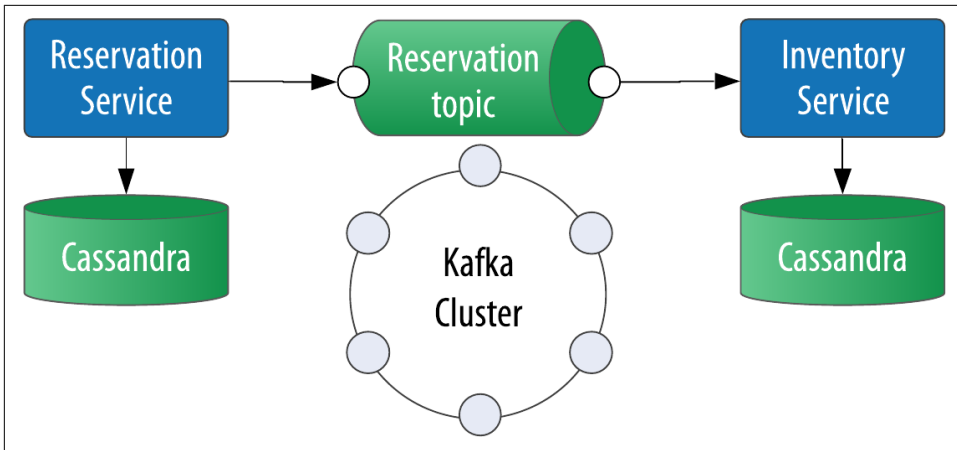 Reservation
Service
Reservation
topic
Inventory
Service
Cassandra
Kafka
Cluster
Cassandra